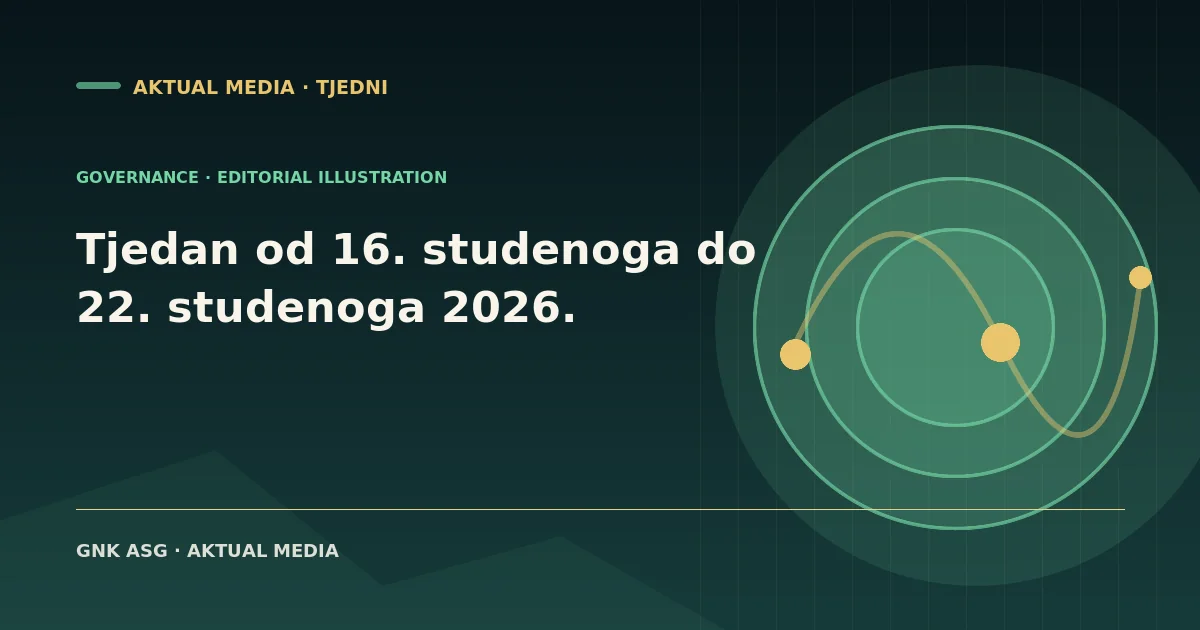 AKTUAL MEDIA · TJEDNI
GOVERNANCE · EDITORIAL ILLUSTRATION
Tjedan od 16. studenoga do
22. studenoga 2026.
GNK ASG · AKTUAL MEDIA